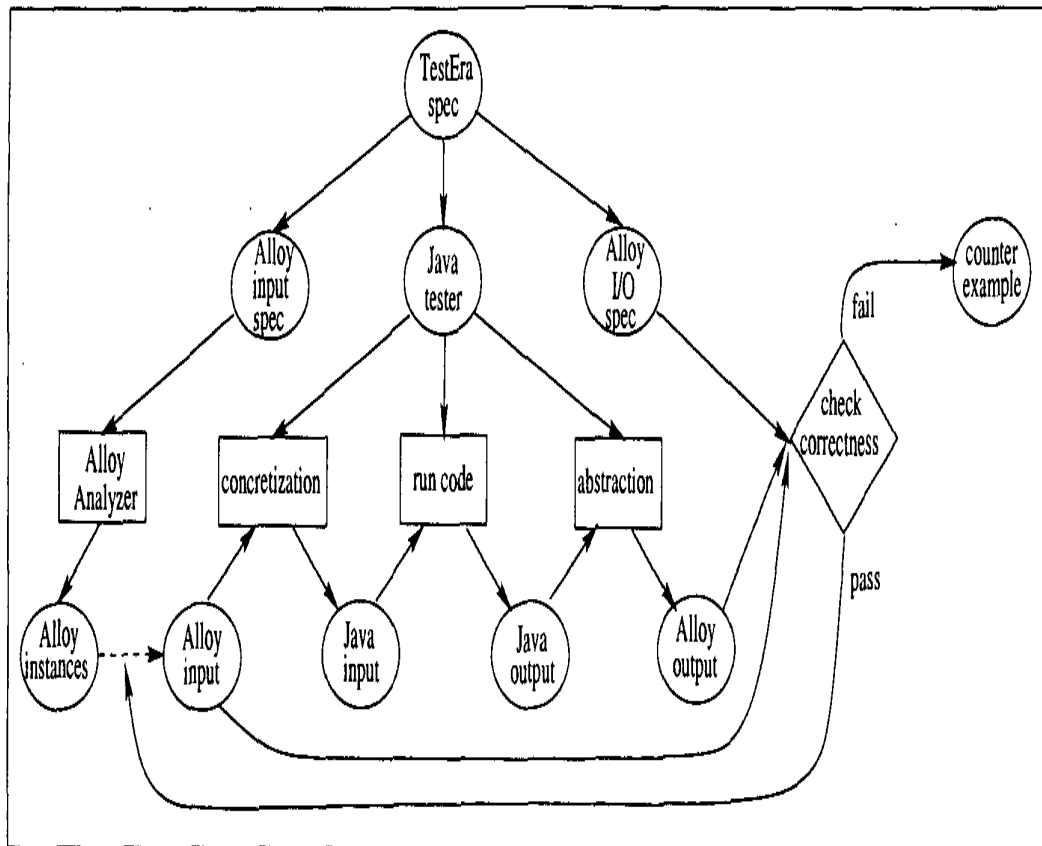 TestEra
spec
Alloy
input
spec
Java
tester
Alloy
I/O
spec
counter
example
fail
check
correctness
Alloy
Analyzer
concretization
run code
abstraction
pass
Alloy
instances
Alloy
input
Java
input
Java
output
Alloy
output